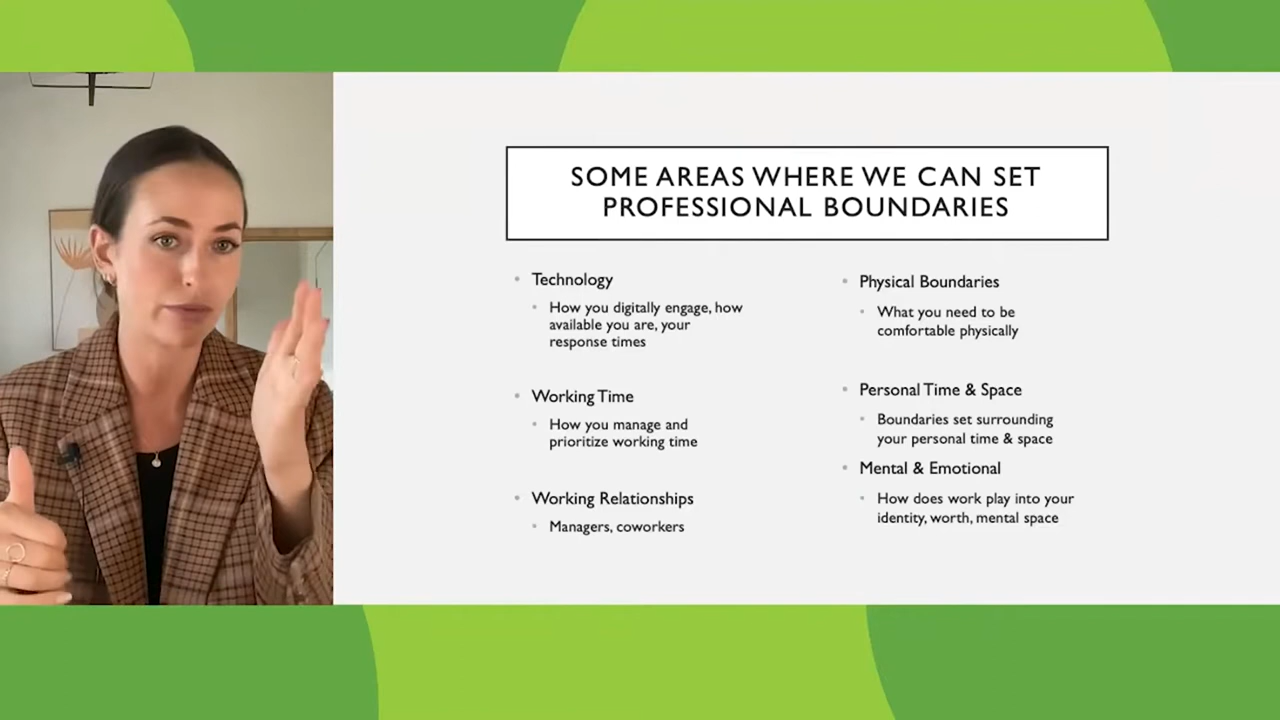 SOME AREAS WHERE WE CAN SET
PROFESSIONAL BOUNDARIES
Technology
How you digitally engage, how
available you are, your
response times
Working Time
How you manage and
prioritize working time
Working Relationships
Managers, coworkers
Physical Boundaries
What you need to be
comfortable physically
Personal Time & Space
Boundaries set surrounding
your personal time & space
Mental & Emotional
How does work play into your
identity, worth, mental space